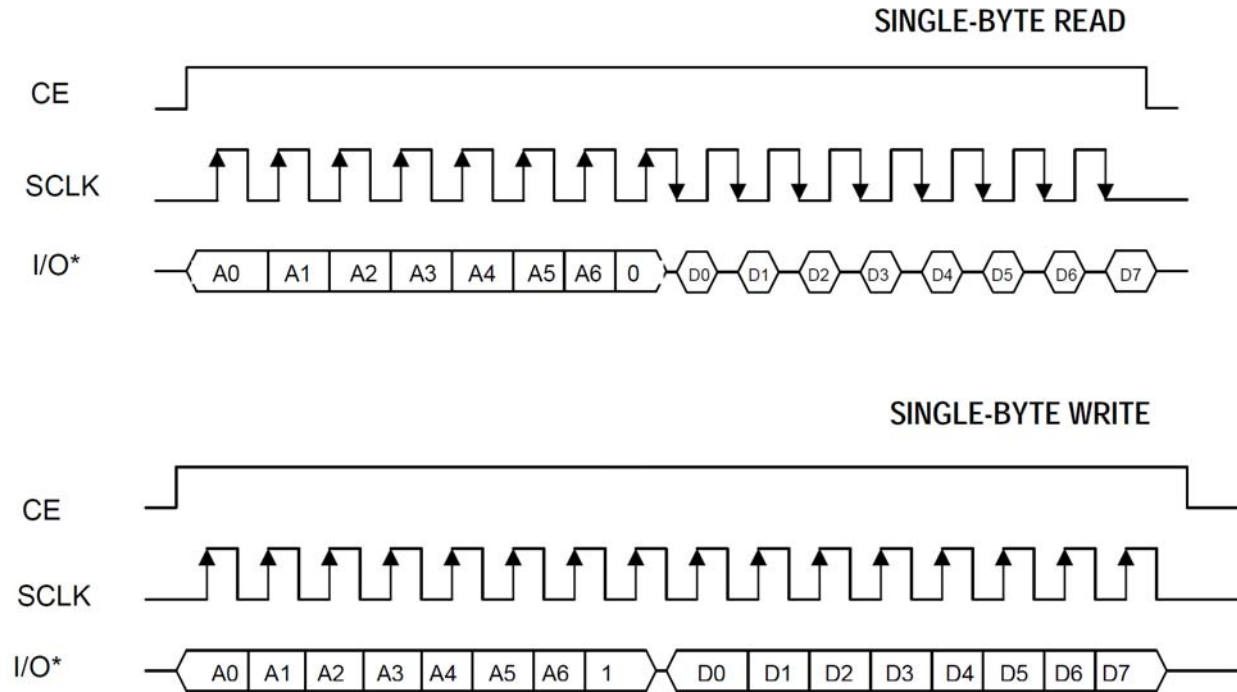 SINGLE-BYTE READ
CE
SCLK
I/O* A0 A1 A2 A3 A4 A5 A6 0 D0 D1 D2 D3 D4 D5 D6 D7
SINGLE-BYTE WRITE
CE
SCLK
I/O* A0 A1 A2 A3 A4 A5 A6 1 D0 D1 D2 D3 D4 D5 D6 D7